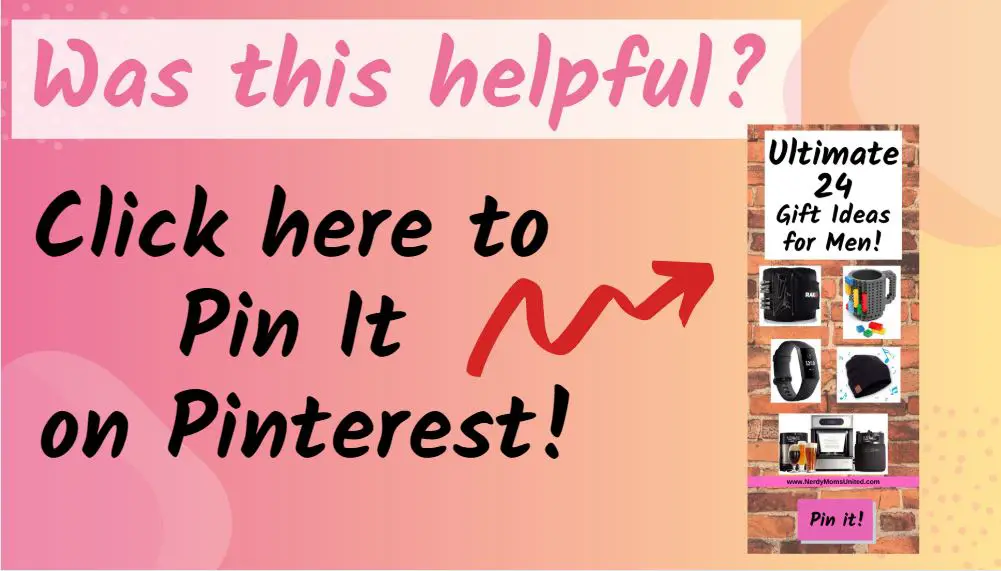 Was this helpful?
Click here to
Pin It
on Pinterest!
Ultimate
24
Gift Ideas
for Men!
www.NerdyMomsUnited.com
Pin it!